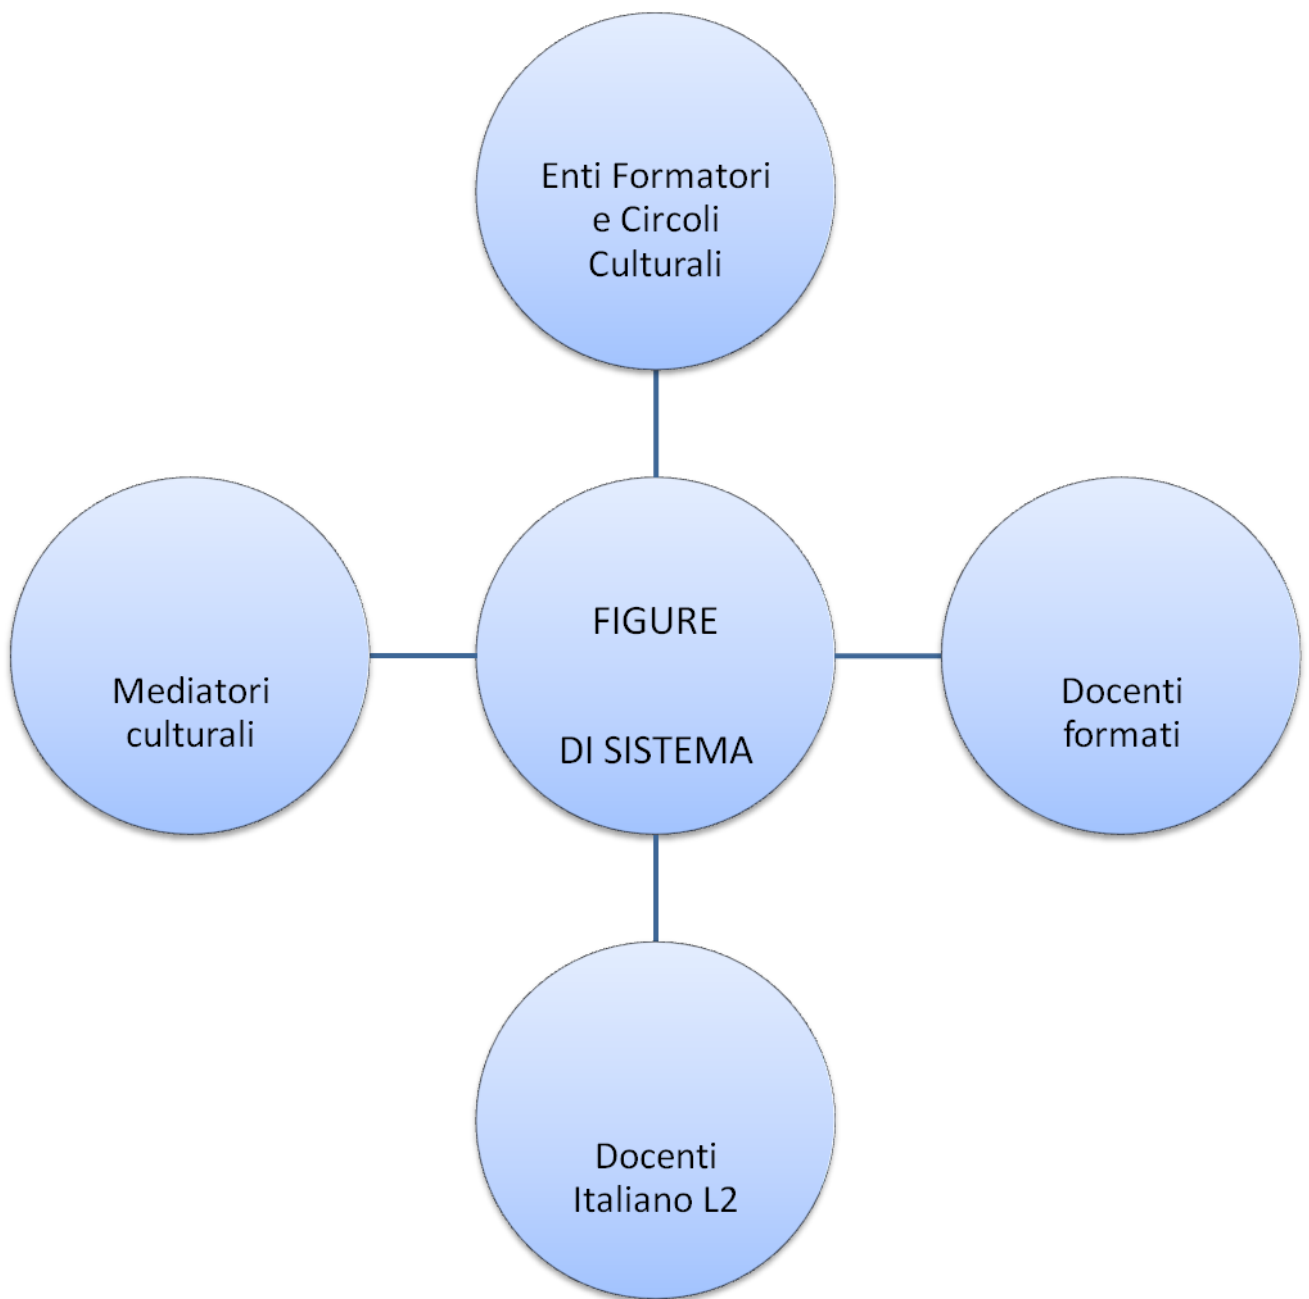 Enti Formatori
e Circoli
Culturali
Mediatori
culturali
FIGURE
DI SISTEMA
Docenti
formati
Docenti
Italiano L2